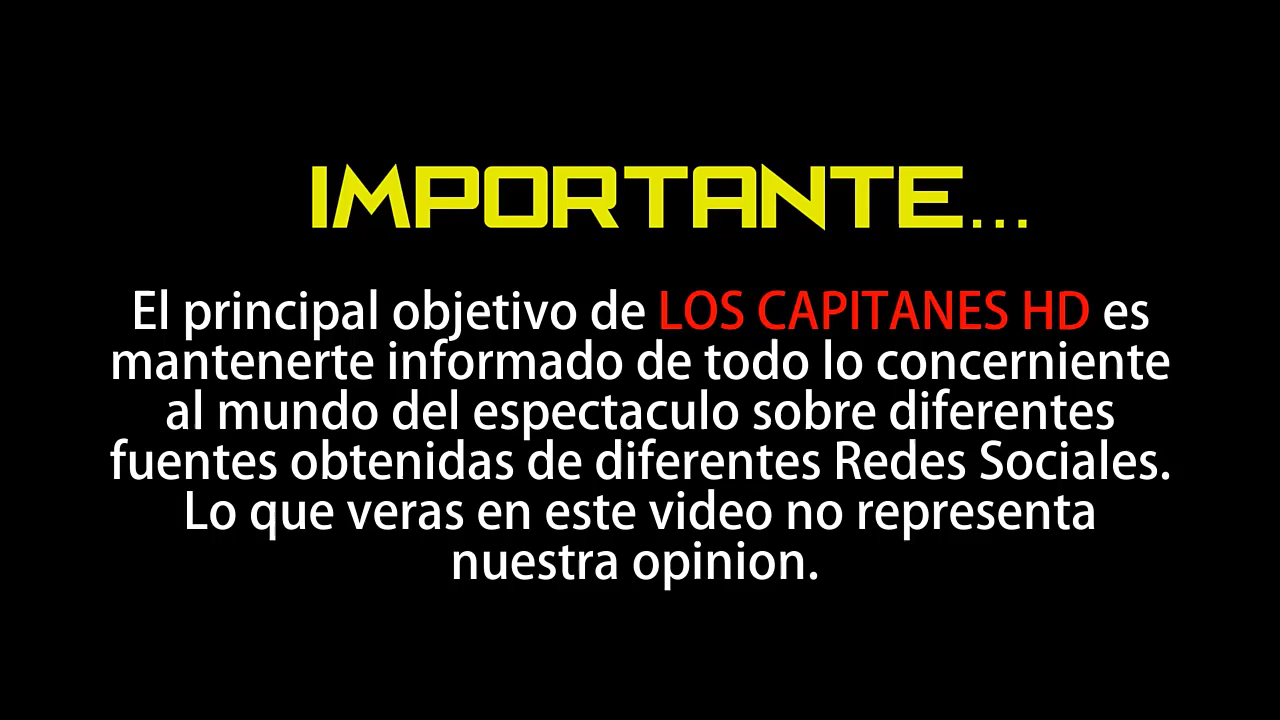 IMPORTANTE...
El principal objetivo de LOS CAPITANES HD es
mantenerte informado de todo lo concerniente
al mundo del espectaculo sobre diferentes
fuentes obtenidas de diferentes Redes Sociales.
Lo que veras en este video no representa
nuestra opinion.